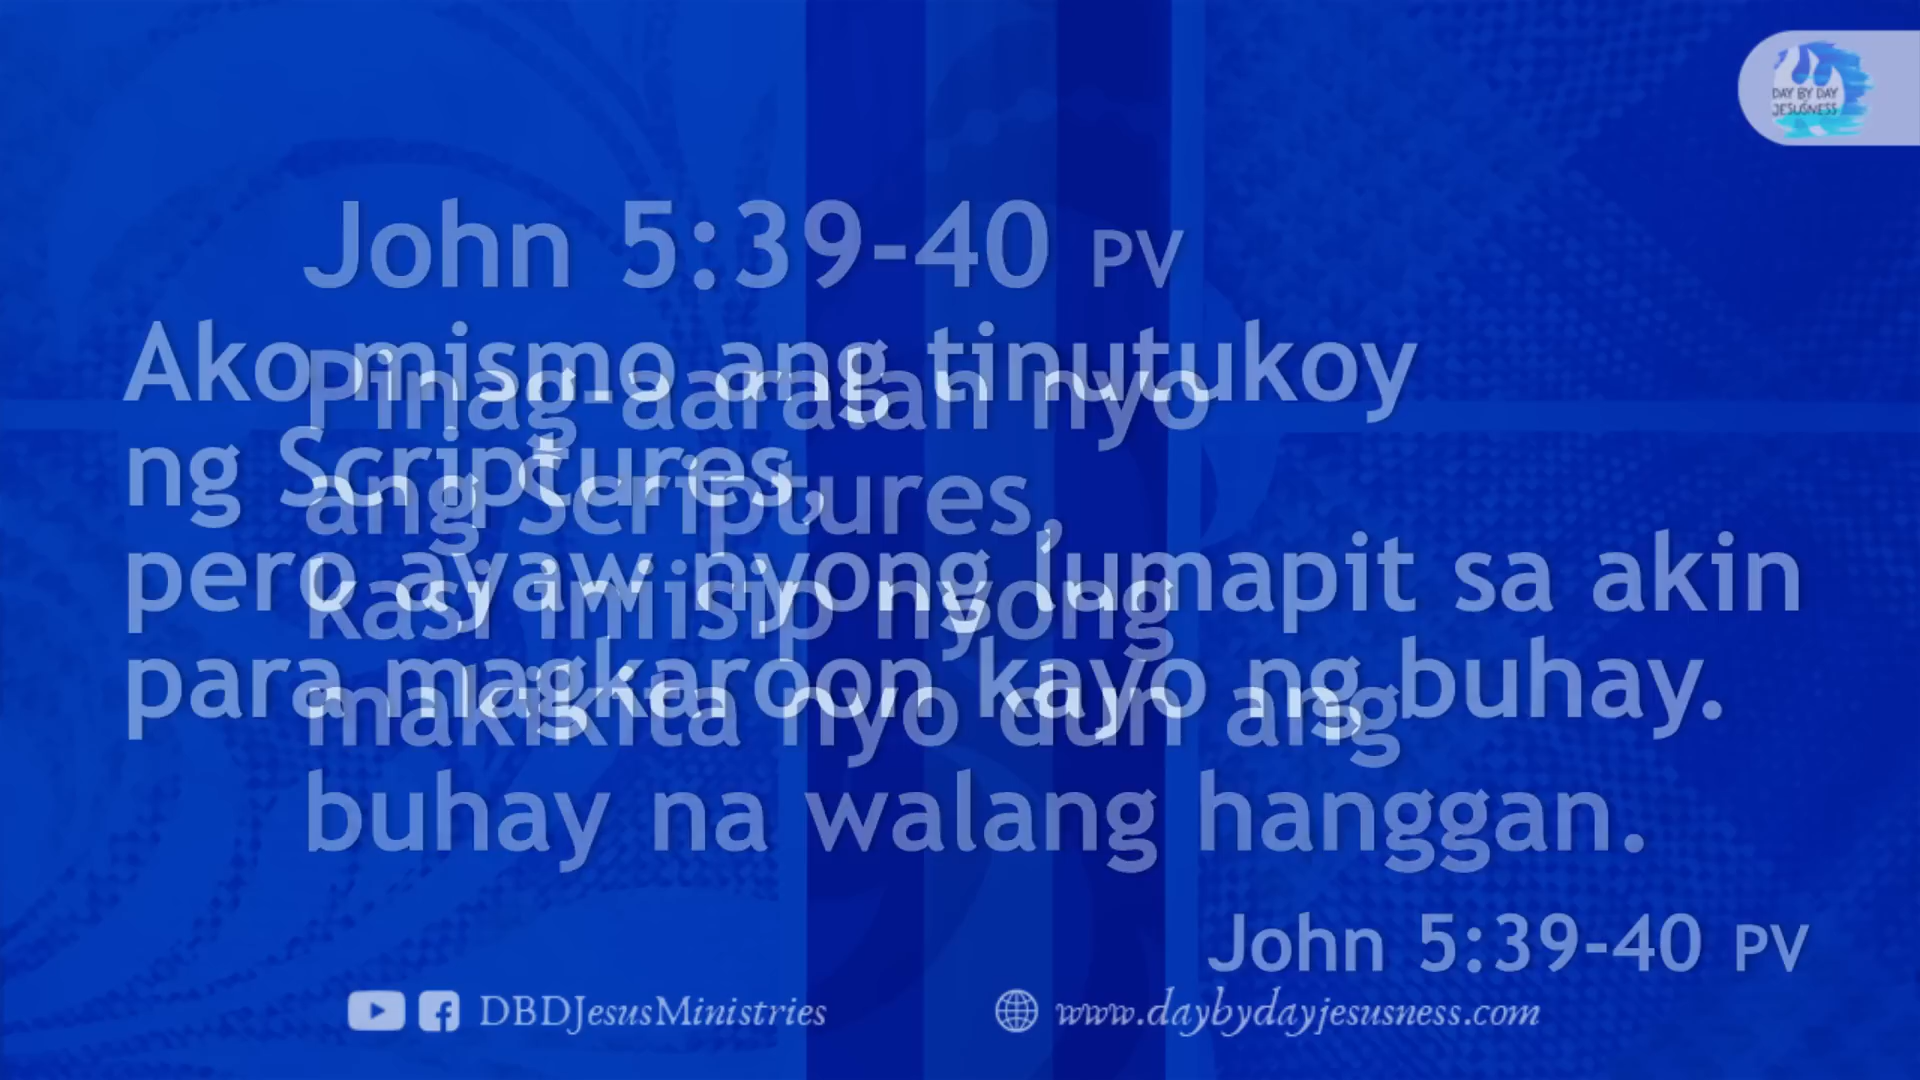 DAY BY DAY
JESUSNESS
John 5:39-40 PV
Pinag-aaralan nyo
ang Scriptures,
kasi iniisip nyong
makikita nyo dun ang
buhay na walang hanggan.
Ako mismo ang tinutukoy
ng Scriptures,
pero ayaw nyong lumapit sa akin
para magkaroon kayo ng buhay.
John 5:39-40 PV
DBDJesusMinistries
www.daybydayjesusness.com